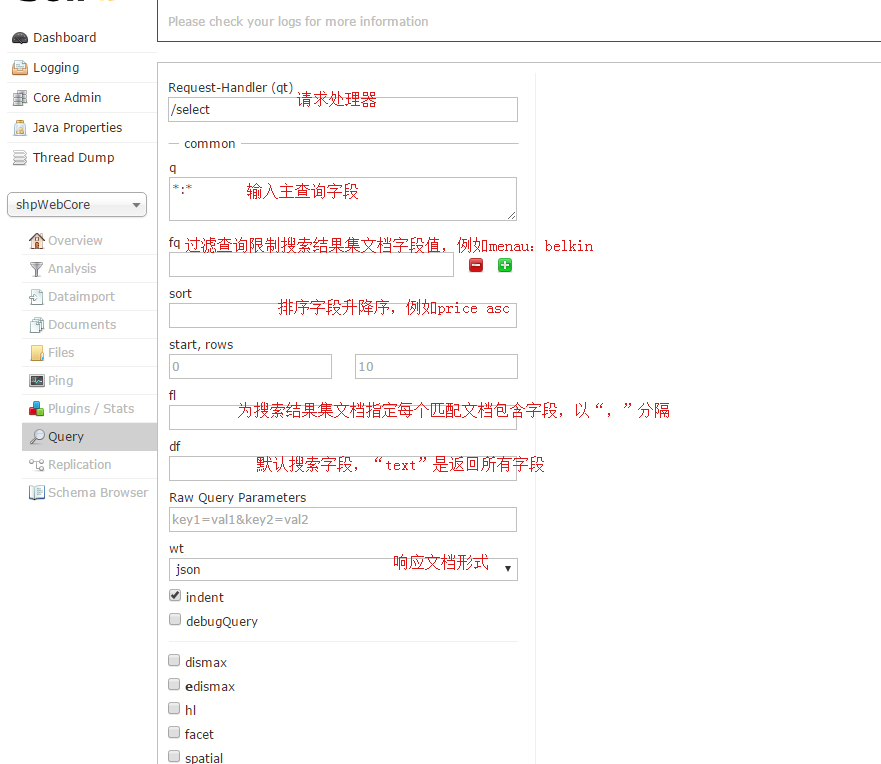 Please check your logs for more information
Dashboard
Logging
Core Admin
Java Properties
Thread Dump
shpWebCore
Overview
Analysis
Dataimport
Documents
Files
Ping
Plugins / Stats
Query
Replication
Schema Browser
Request-Handler (qt)
请求处理器
/select
common
q
*:*
输入主查询字段
fq 过滤查询限制搜索结果集文档字段值，例如menau：belkin
sort
排序字段升降序，例如price asc
start, rows
0
10
fl
为搜索结果集文档指定每个匹配文档包含字段，以“，”分隔
df
默认搜索字段，“text”是返回所有字段
Raw Query Parameters
key1=val1&key2=val2
wt
响应文档形式
json
indent
debugQuery
dismax
edismax
hl
facet
spatial